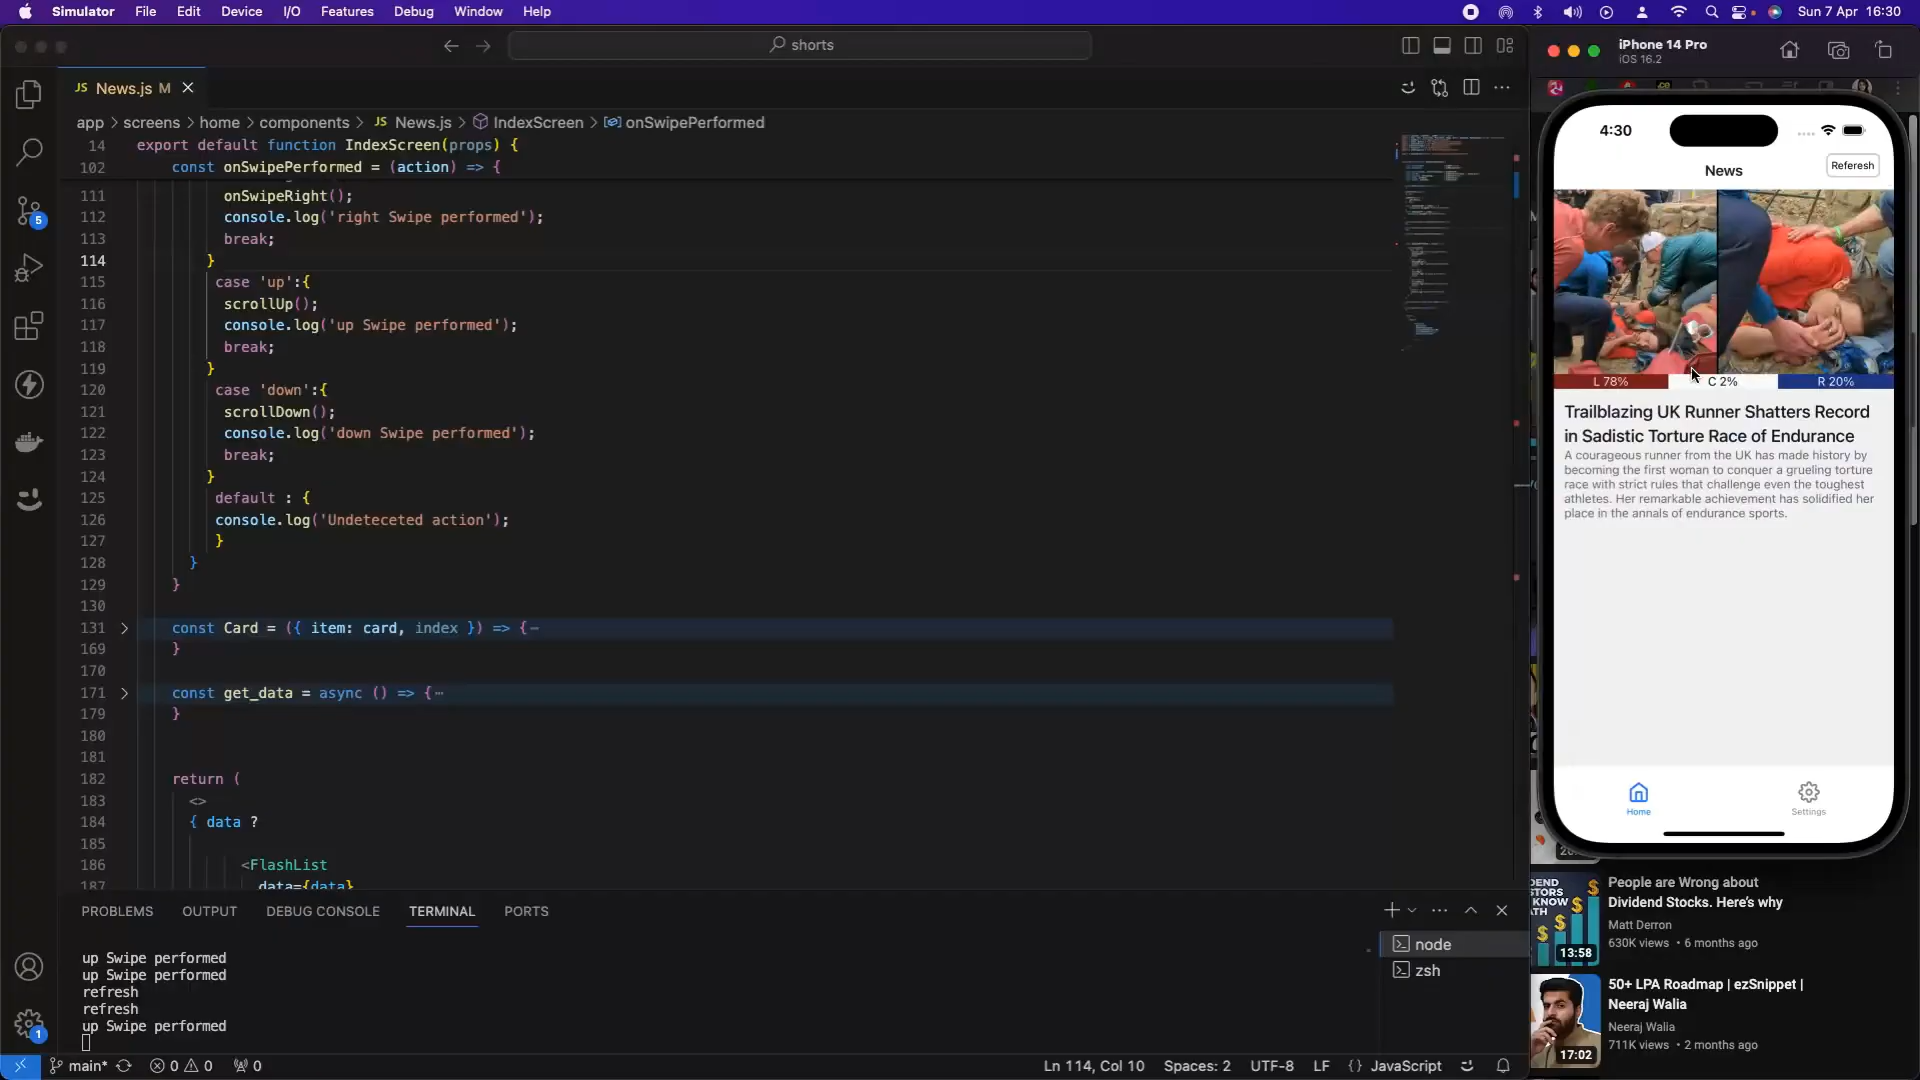 Simulator File Edit Device I/O Features Debug Window Help
Sun 7 Apr 16:30
shorts
JS News.js M
app > screens > home > components > JS News.js > IndexScreen > onSwipePerformed
14 export default function IndexScreen(props) {
102 const onSwipePerformed = (action) => {
111 onSwipeRight();
112 console.log('right Swipe performed');
113 break;
114 }
115 case 'up':{
116 scrollUp();
117 console.log('up Swipe performed');
118 break;
119 }
120 case 'down':{
121 scrollDown();
122 console.log('down Swipe performed');
123 break;
124 }
125 default : {
126 console.log('Undeteceted action');
127 }
128 }
129 }
130
131 const Card = ({ item: card, index }) => {
169 }
170
171 const get_data = async () => {
179 }
180
181
182 return (
183 <>
184 { data ?
185
186 <FlashList
187 data={data}
PROBLEMS OUTPUT DEBUG CONSOLE TERMINAL PORTS
up Swipe performed
up Swipe performed
refresh
refresh
up Swipe performed
node
zsh
5
1
main* 0 0 0
Ln 114, Col 10 Spaces: 2 UTF-8 LF {} JavaScript
iPhone 14 Pro
iOS 16.2
4:30
News
Referesh
L 78% C 2% R 20%
Trailblazing UK Runner Shatters Record
in Sadistic Torture Race of Endurance
A courageous runner from the UK has made history by
becoming the first woman to conquer a grueling torture
race with strict rules that challenge even the toughest
athletes. Her remarkable achievement has solidified her
place in the annals of endurance sports.
Home
Settings
KNOW
13:58
People are Wrong about
Dividend Stocks. Here's why
Matt Derron
630K views • 6 months ago
17:02
50+ LPA Roadmap | ezSnippet |
Neeraj Walia
Neeraj Walia
711K views • 2 months ago